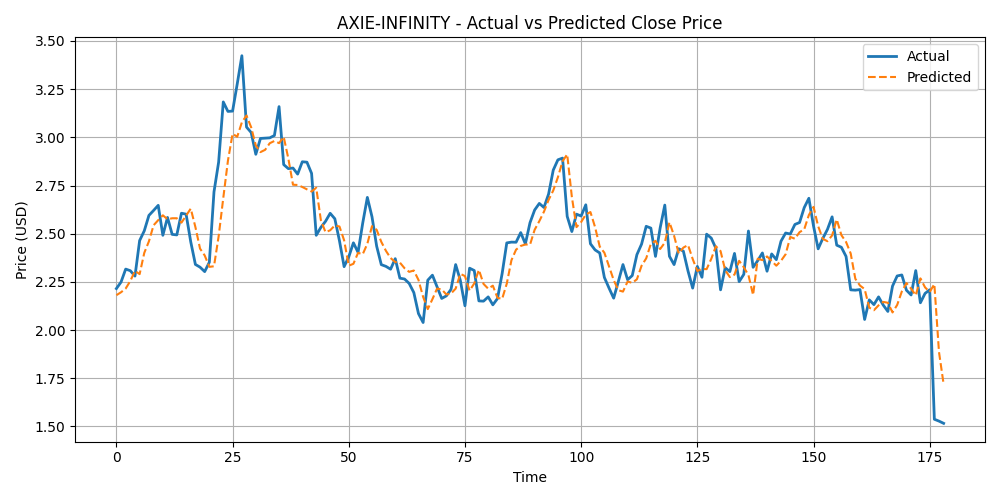 AXIE-INFINITY - Actual vs Predicted Close Price
Price (USD)
3.50
3.25
3.00
2.75
2.50
2.25
2.00
1.75
1.50
Actual
Predicted
0 25 50 75 100 125 150 175
Time